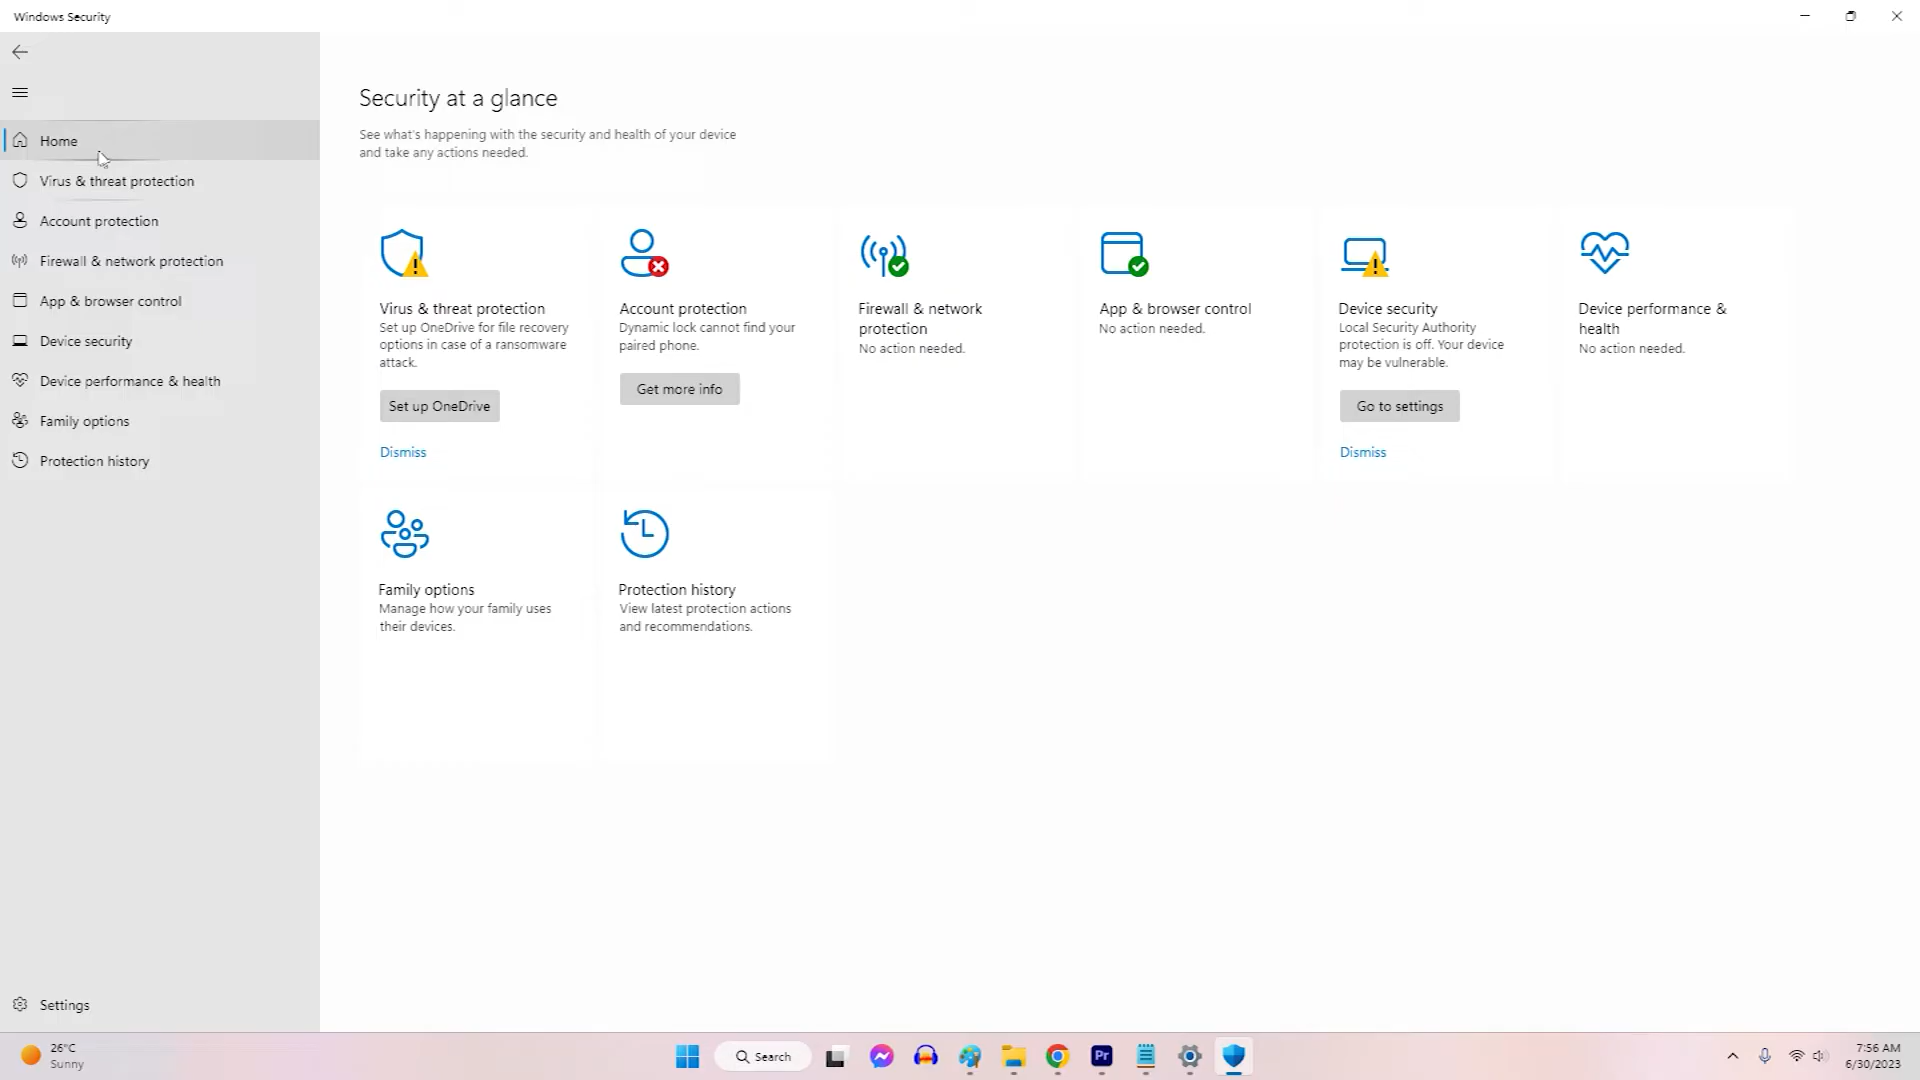 Windows Security
Home
Virus & threat protection
Account protection
Firewall & network protection
App & browser control
Device security
Device performance & health
Family options
Protection history
Settings
Security at a glance
See what's happening with the security and health of your device
and take any actions needed.
Virus & threat protection
Set up OneDrive for file recovery
options in case of a ransomware
attack.
Set up OneDrive
Dismiss
Account protection
Dynamic lock cannot find your
paired phone.
Get more info
Firewall & network
protection
No action needed.
App & browser control
No action needed.
Device security
Local Security Authority
protection is off. Your device
may be vulnerable.
Go to settings
Dismiss
Device performance &
health
No action needed.
Family options
Manage how your family uses
their devices.
Protection history
View latest protection actions
and recommendations.
26°C
Sunny
Search
Pr
7:56 AM
6/30/2023